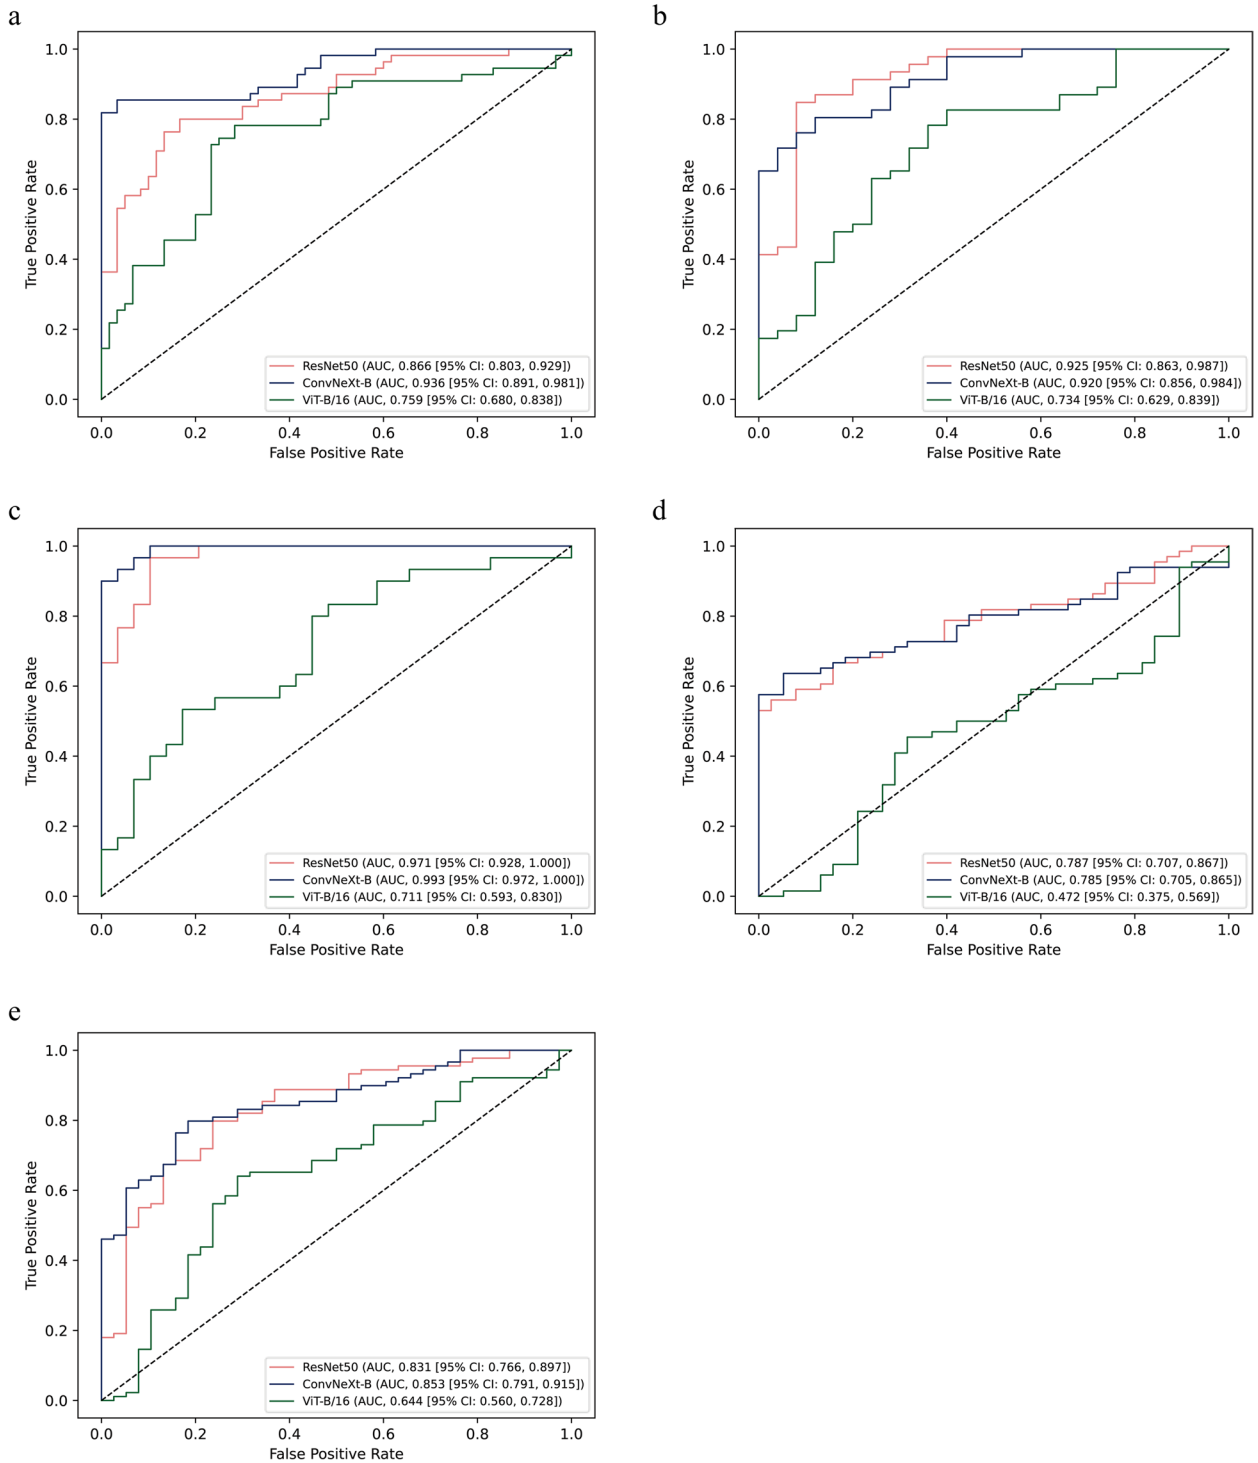 a
1.0
0.8
0.6
0.4
0.2
0.0
True Positive Rate
ResNet50 (AUC, 0.866 [95% CI: 0.803, 0.929])
ConvNeXt-B (AUC, 0.936 [95% CI: 0.891, 0.981])
ViT-B/16 (AUC, 0.759 [95% CI: 0.680, 0.838])
0.0 0.2 0.4 0.6 0.8 1.0
False Positive Rate
b
1.0
0.8
0.6
0.4
0.2
0.0
True Positive Rate
ResNet50 (AUC, 0.925 [95% CI: 0.863, 0.987])
ConvNeXt-B (AUC, 0.920 [95% CI: 0.856, 0.984])
ViT-B/16 (AUC, 0.734 [95% CI: 0.629, 0.839])
0.0 0.2 0.4 0.6 0.8 1.0
False Positive Rate
c
1.0
0.8
0.6
0.4
0.2
0.0
True Positive Rate
ResNet50 (AUC, 0.971 [95% CI: 0.928, 1.000])
ConvNeXt-B (AUC, 0.993 [95% CI: 0.972, 1.000])
ViT-B/16 (AUC, 0.711 [95% CI: 0.593, 0.830])
0.0 0.2 0.4 0.6 0.8 1.0
False Positive Rate
d
1.0
0.8
0.6
0.4
0.2
0.0
True Positive Rate
ResNet50 (AUC, 0.787 [95% CI: 0.707, 0.867])
ConvNeXt-B (AUC, 0.785 [95% CI: 0.705, 0.865])
ViT-B/16 (AUC, 0.472 [95% CI: 0.375, 0.569])
0.0 0.2 0.4 0.6 0.8 1.0
False Positive Rate
e
1.0
0.8
0.6
0.4
0.2
0.0
True Positive Rate
ResNet50 (AUC, 0.831 [95% CI: 0.766, 0.897])
ConvNeXt-B (AUC, 0.853 [95% CI: 0.791, 0.915])
ViT-B/16 (AUC, 0.644 [95% CI: 0.560, 0.728])
0.0 0.2 0.4 0.6 0.8 1.0
False Positive Rate